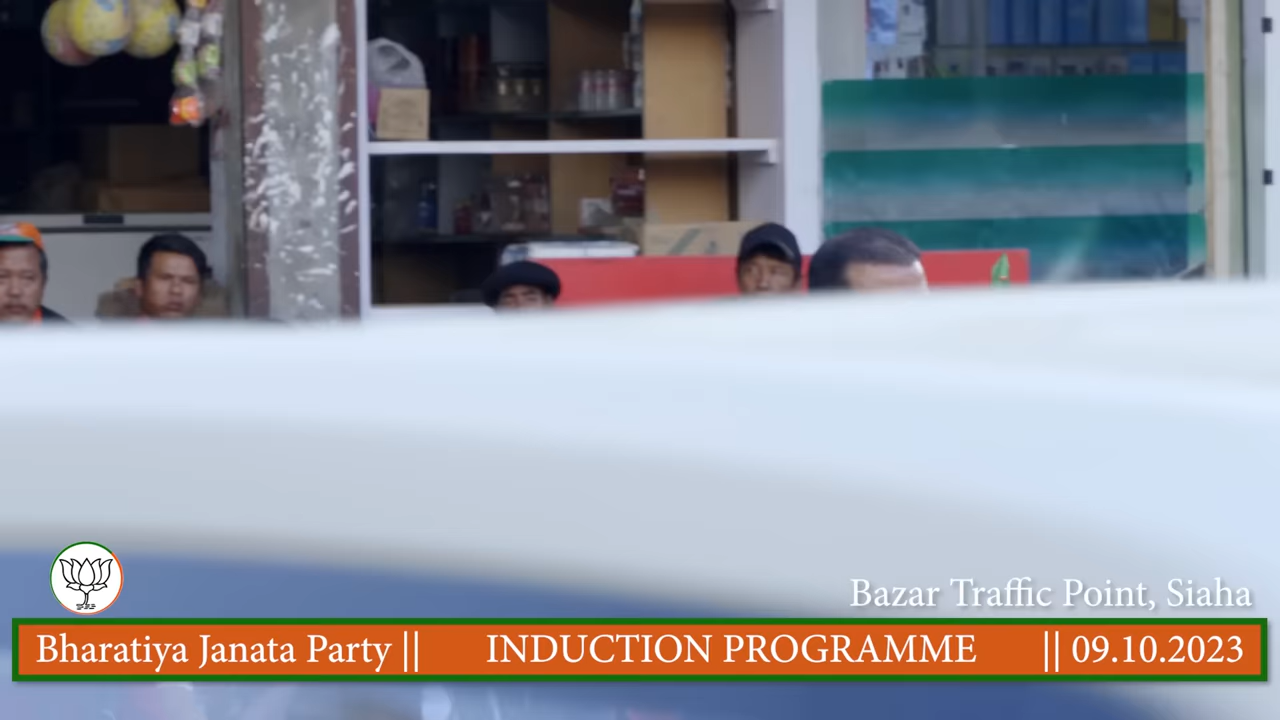 Bazar Traffic Point, Siaha
Bharatiya Janata Party || INDUCTION PROGRAMME || 09.10.2023